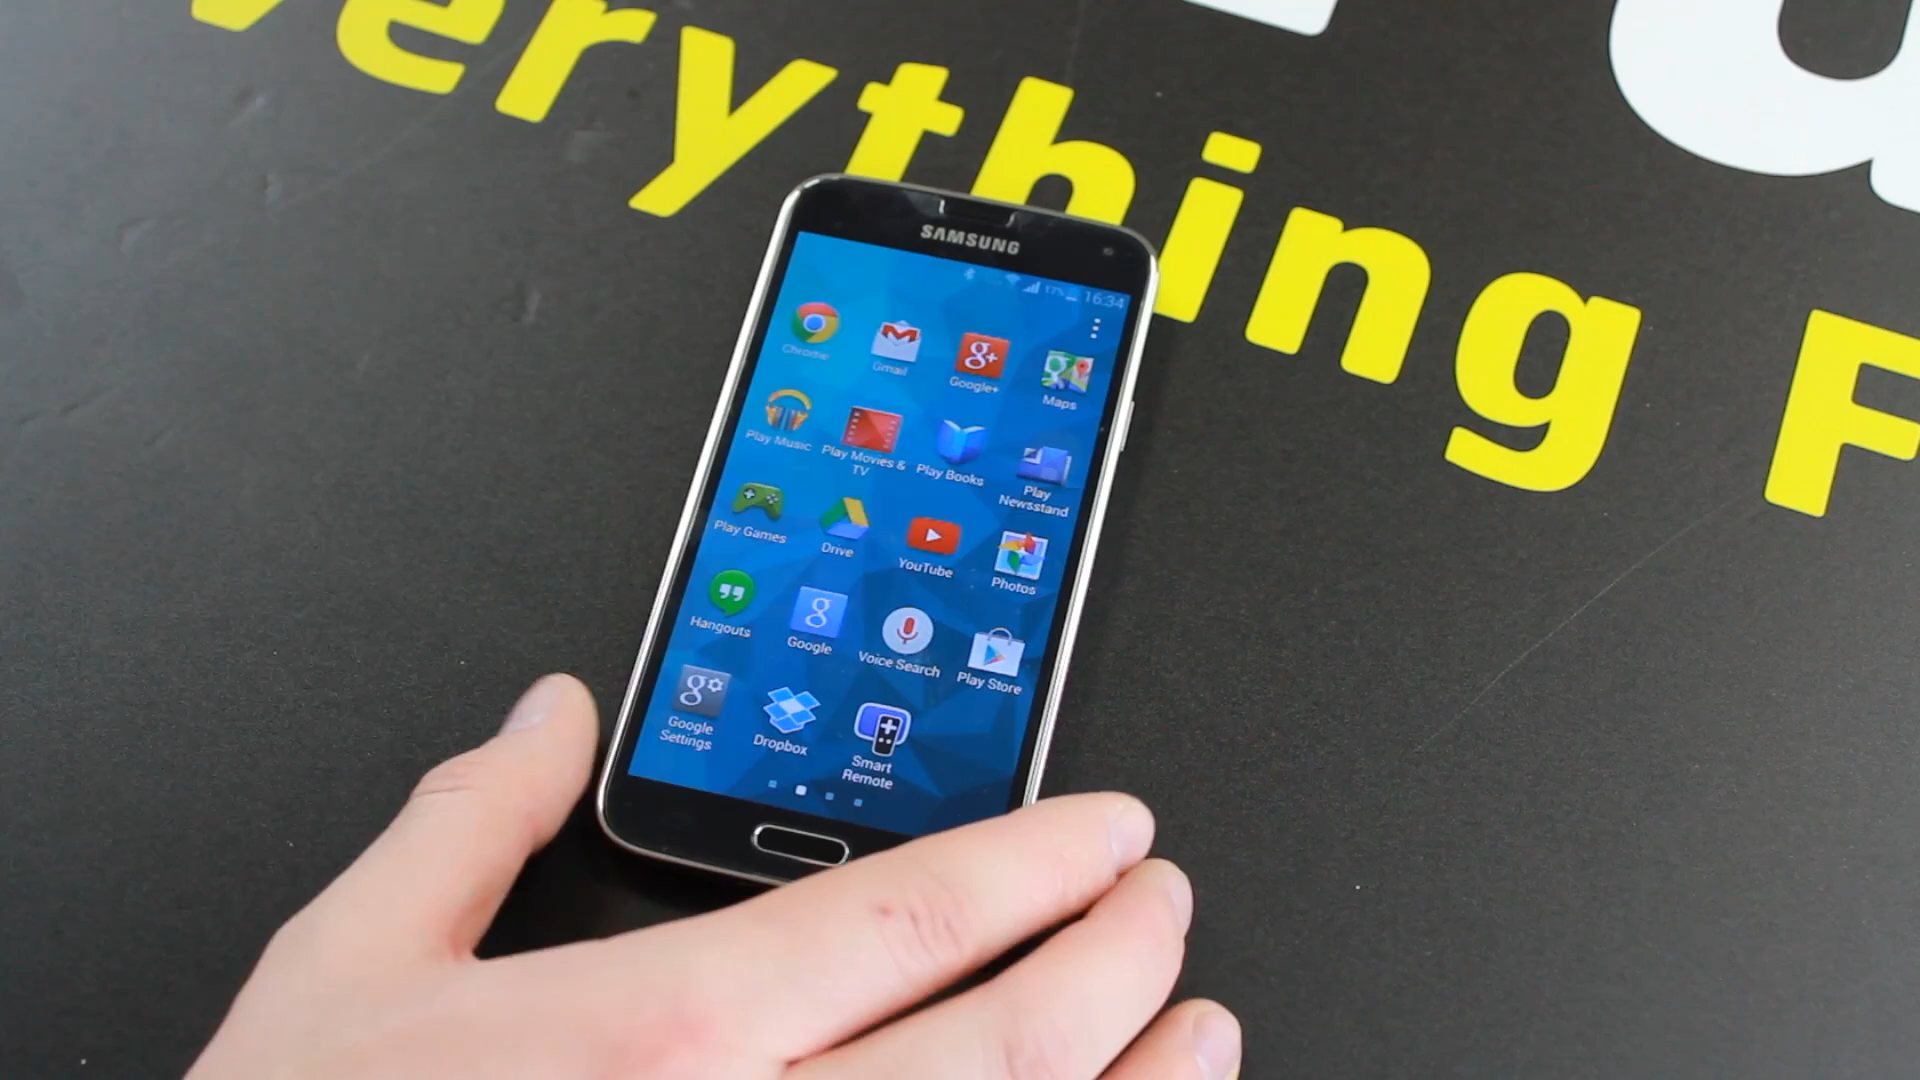 verything F
SAMSUNG
17% 16:34
Chrome Gmail Google+ Maps
Play Music Play Movies & TV Play Books Play Newsstand
Play Games Drive YouTube Photos
Hangouts Google Voice Search Play Store
Google Settings Dropbox Smart Remote